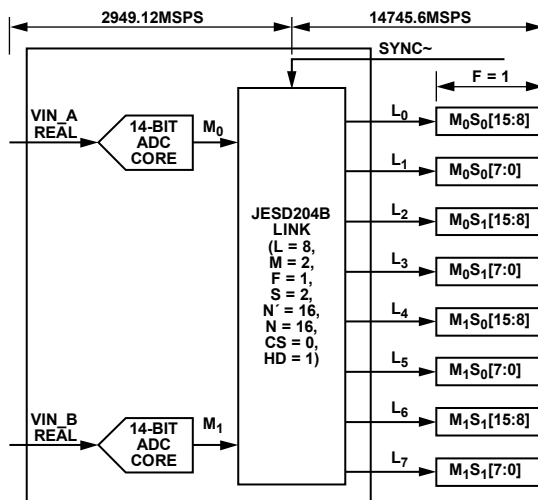 2949.12MSPS
14745.6MSPS
SYNC~
F = 1
VIN_A
REAL
14-BIT
ADC
CORE
M0
JESD204B
LINK
(L = 8,
M = 2,
F = 1,
S = 2,
N´ = 16,
N = 16,
CS = 0,
HD = 1)
L0
M0S0[15:8]
L1
M0S0[7:0]
L2
M0S1[15:8]
L3
M0S1[7:0]
L4
M1S0[15:8]
L5
M1S0[7:0]
L6
M1S1[15:8]
L7
M1S1[7:0]
VIN_B
REAL
14-BIT
ADC
CORE
M1